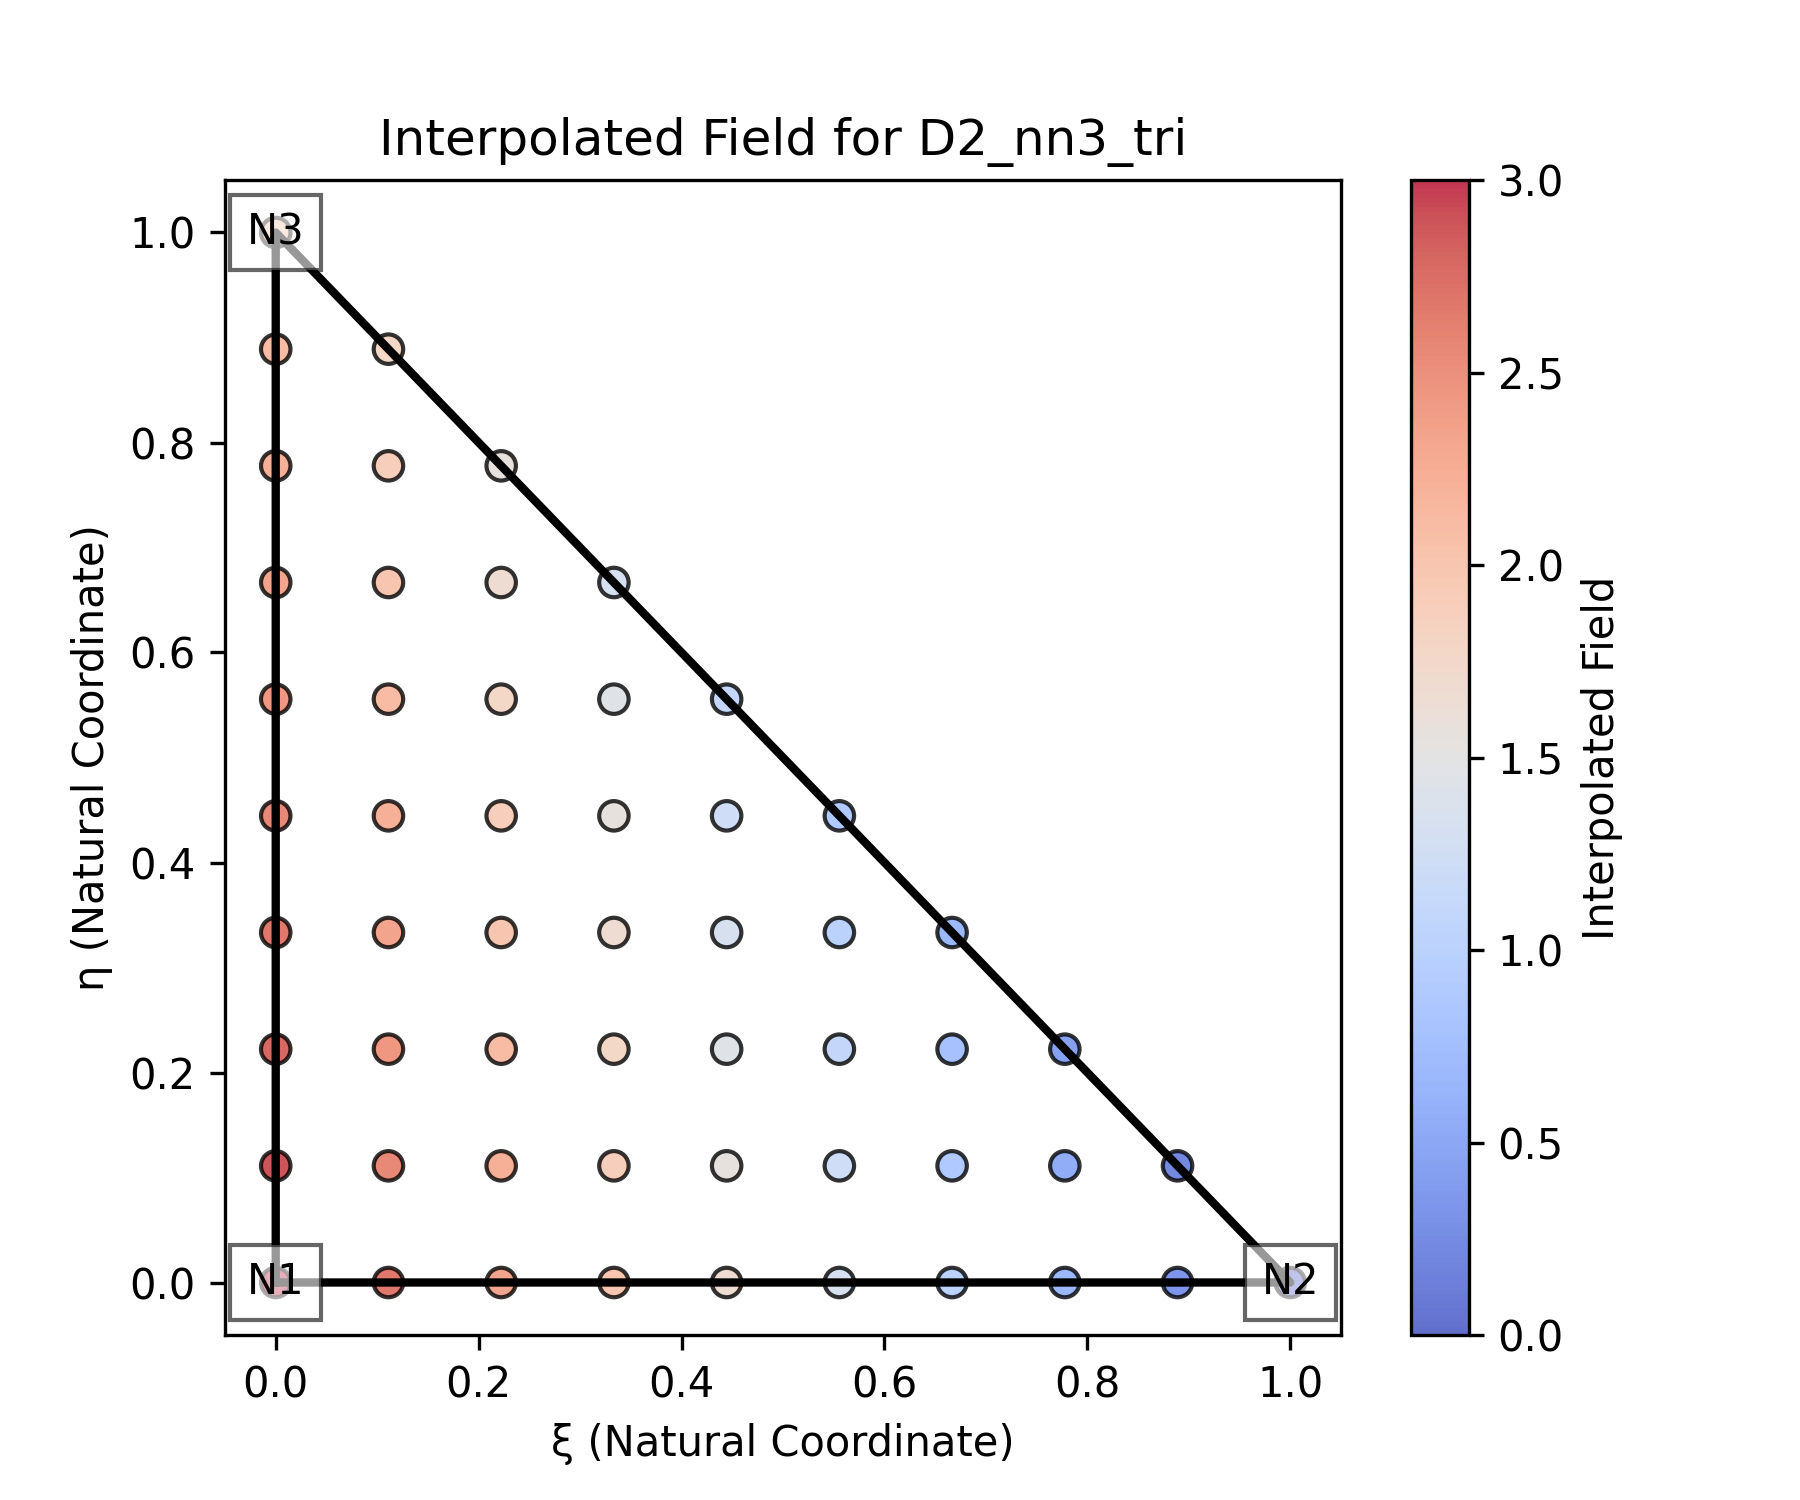 Interpolated Field for D2_nn3_tri
N3
N1
N2
1.0
0.8
0.6
0.4
0.2
0.0
η (Natural Coordinate)
0.0 0.2 0.4 0.6 0.8 1.0
ξ (Natural Coordinate)
3.0
2.5
2.0
1.5
1.0
0.5
0.0
Interpolated Field